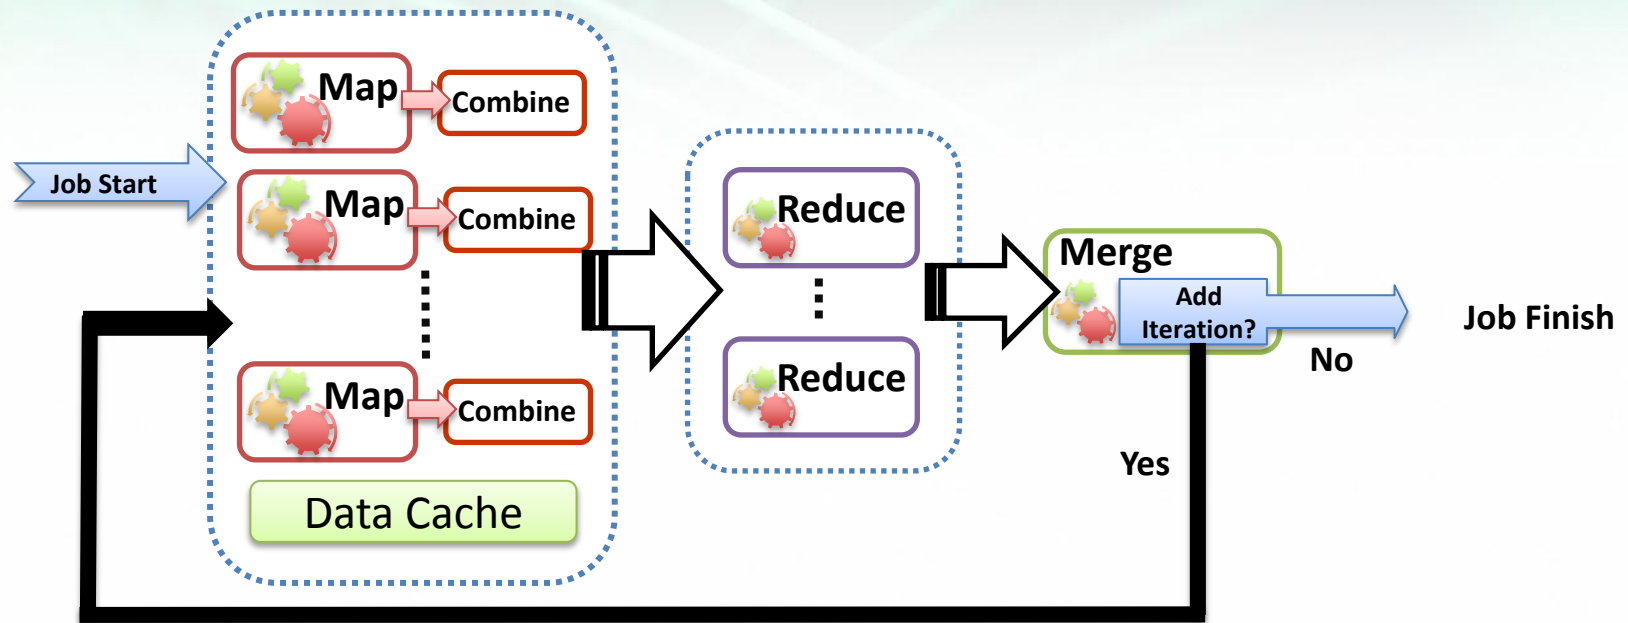 Map
Combine
Job Start
Map
Combine
Map
Combine
Data Cache
Reduce
Reduce
Merge
Add
Iteration?
No
Yes
Job Finish